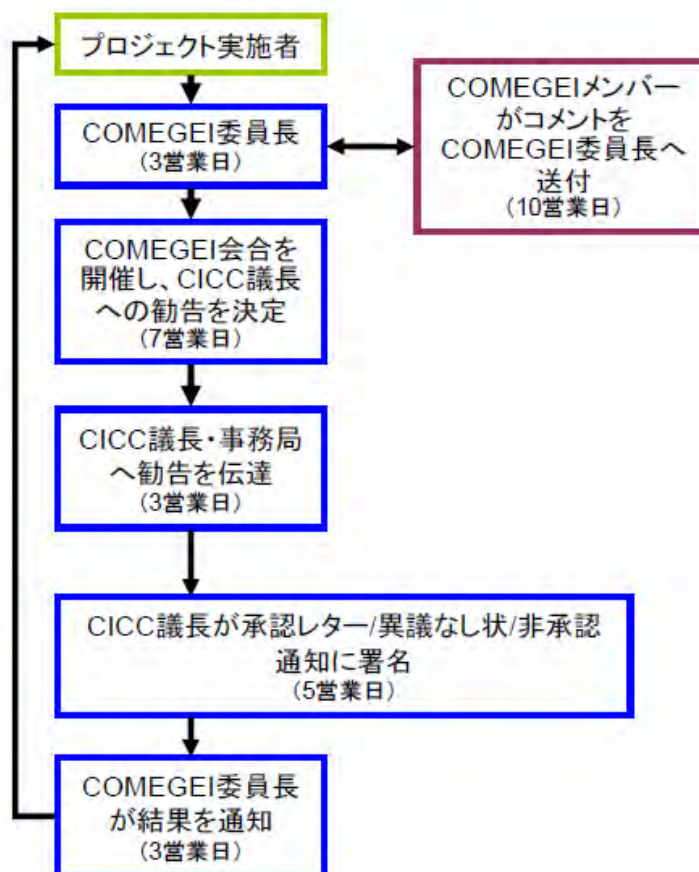 プロジェクト実施者
COMEGEI委員長
(3営業日)
COMEGEIメンバー
がコメントを
COMEGEI委員長へ
送付
(10営業日)
COMEGEI会合を
開催し、CICC議長
への勧告を決定
(7営業日)
CICC議長・事務局
へ勧告を伝達
(3営業日)
CICC議長が承認レター/異議なし状/非承認
通知に署名
(5営業日)
COMEGEI委員長
が結果を通知
(3営業日)